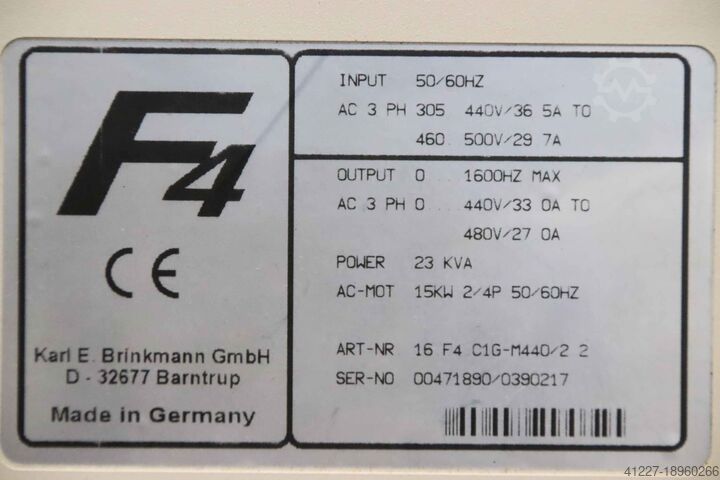 F4
CE
Karl E. Brinkmann GmbH
D - 32677 Barntrup
Made in Germany
INPUT 50/60HZ
AC 3 PH 305 440V/36 5A TO
460. 500V/29 7A
OUTPUT 0 1600HZ MAX
AC 3 PH 0... 440V/33 0A TO
480V/27 0A
POWER 23 KVA
AC-MOT 15KW 2/4P 50/60HZ
ART-NR 16 F4 C1G-M440/2 2
SER-NO 00471890/0390217
41227-18960266